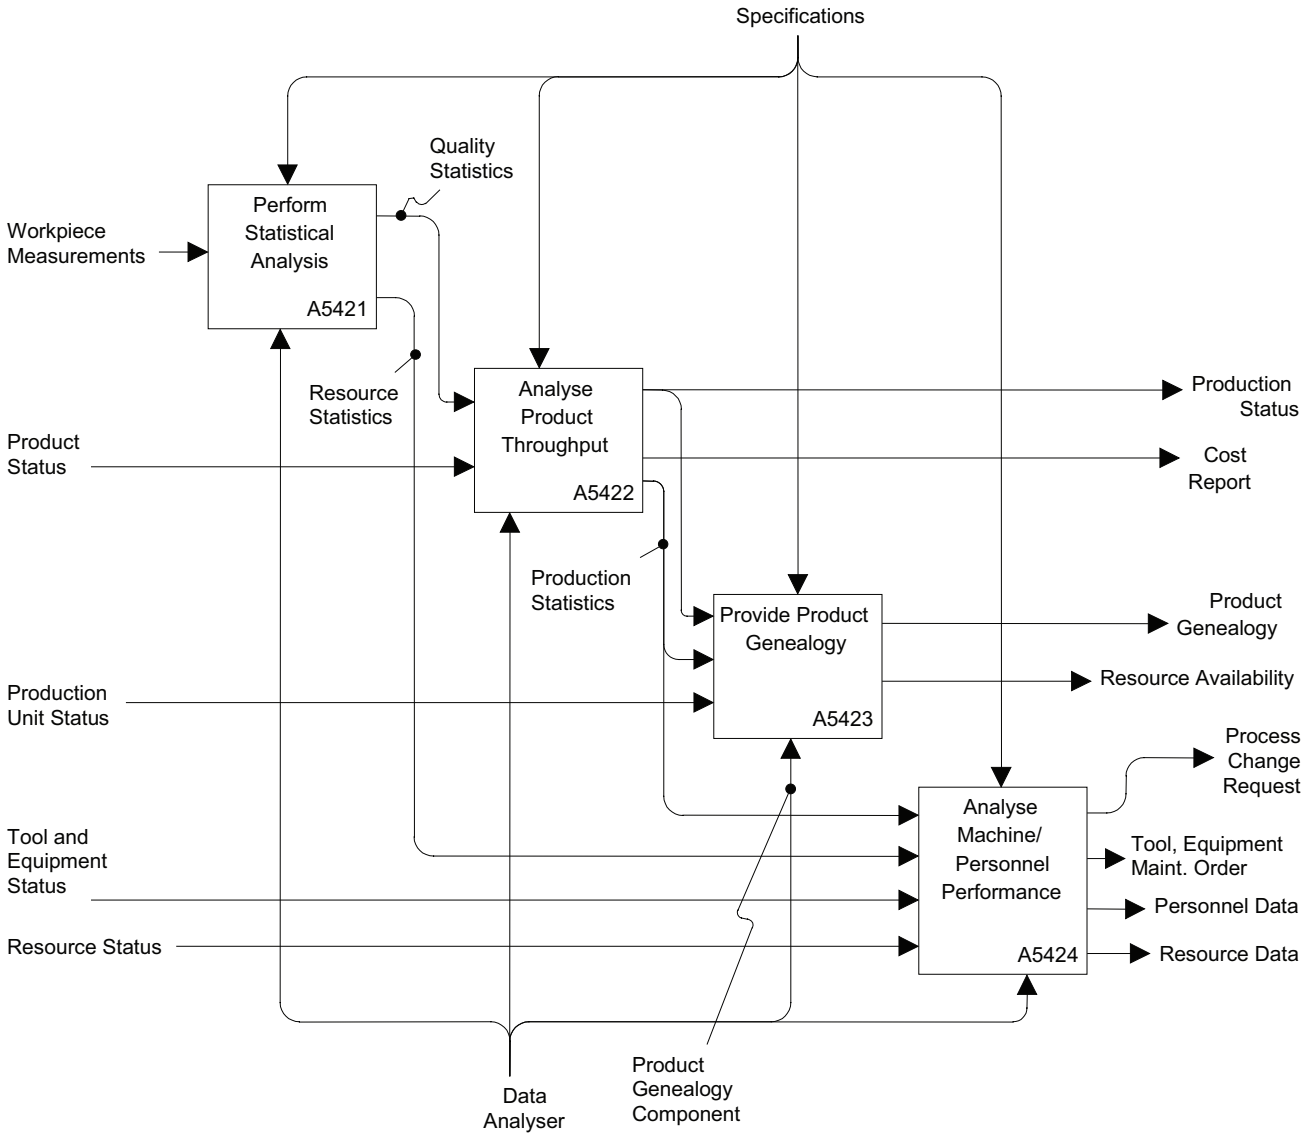 Specifications
Quality
Statistics
Perform
Statistical
Analysis
A5421
Workpiece
Measurements
Resource
Statistics
Analyse
Product
Throughput
A5422
Production
Status
Product
Status
Cost
Report
Production
Statistics
Provide Product
Genealogy
A5423
Product
Genealogy
Resource Availability
Production
Unit Status
Process
Change
Request
Analyse
Machine/
Personnel
Performance
A5424
Tool and
Equipment
Status
Tool, Equipment
Maint. Order
Personnel Data
Resource Status
Resource Data
Data
Analyser
Product
Genealogy
Component